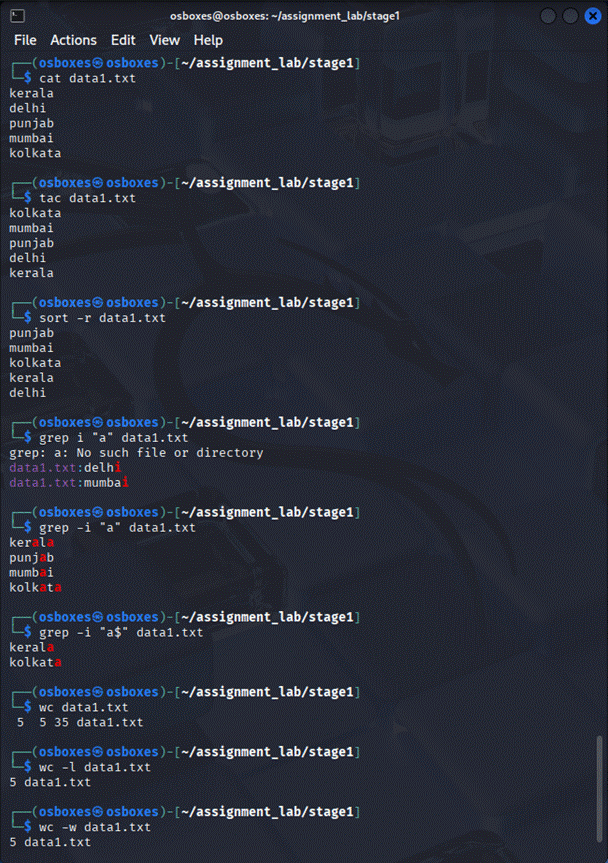 osboxes@osboxes: ~/assignment_lab/stage1
File Actions Edit View Help
┌──(osboxes㉿osboxes)-[~/assignment_lab/stage1]
└─$ cat data1.txt
kerala
delhi
punjab
mumbai
kolkata
┌──(osboxes㉿osboxes)-[~/assignment_lab/stage1]
└─$ tac data1.txt
kolkata
mumbai
punjab
delhi
kerala
┌──(osboxes㉿osboxes)-[~/assignment_lab/stage1]
└─$ sort -r data1.txt
punjab
mumbai
kolkata
kerala
delhi
┌──(osboxes㉿osboxes)-[~/assignment_lab/stage1]
└─$ grep i "a" data1.txt
grep: a: No such file or directory
data1.txt:delhi
data1.txt:mumbai
┌──(osboxes㉿osboxes)-[~/assignment_lab/stage1]
└─$ grep -i "a" data1.txt
kerala
punjab
mumbai
kolkata
┌──(osboxes㉿osboxes)-[~/assignment_lab/stage1]
└─$ grep -i "a$" data1.txt
kerala
kolkata
┌──(osboxes㉿osboxes)-[~/assignment_lab/stage1]
└─$ wc data1.txt
 5  5 35 data1.txt
┌──(osboxes㉿osboxes)-[~/assignment_lab/stage1]
└─$ wc -l data1.txt
5 data1.txt
┌──(osboxes㉿osboxes)-[~/assignment_lab/stage1]
└─$ wc -w data1.txt
5 data1.txt